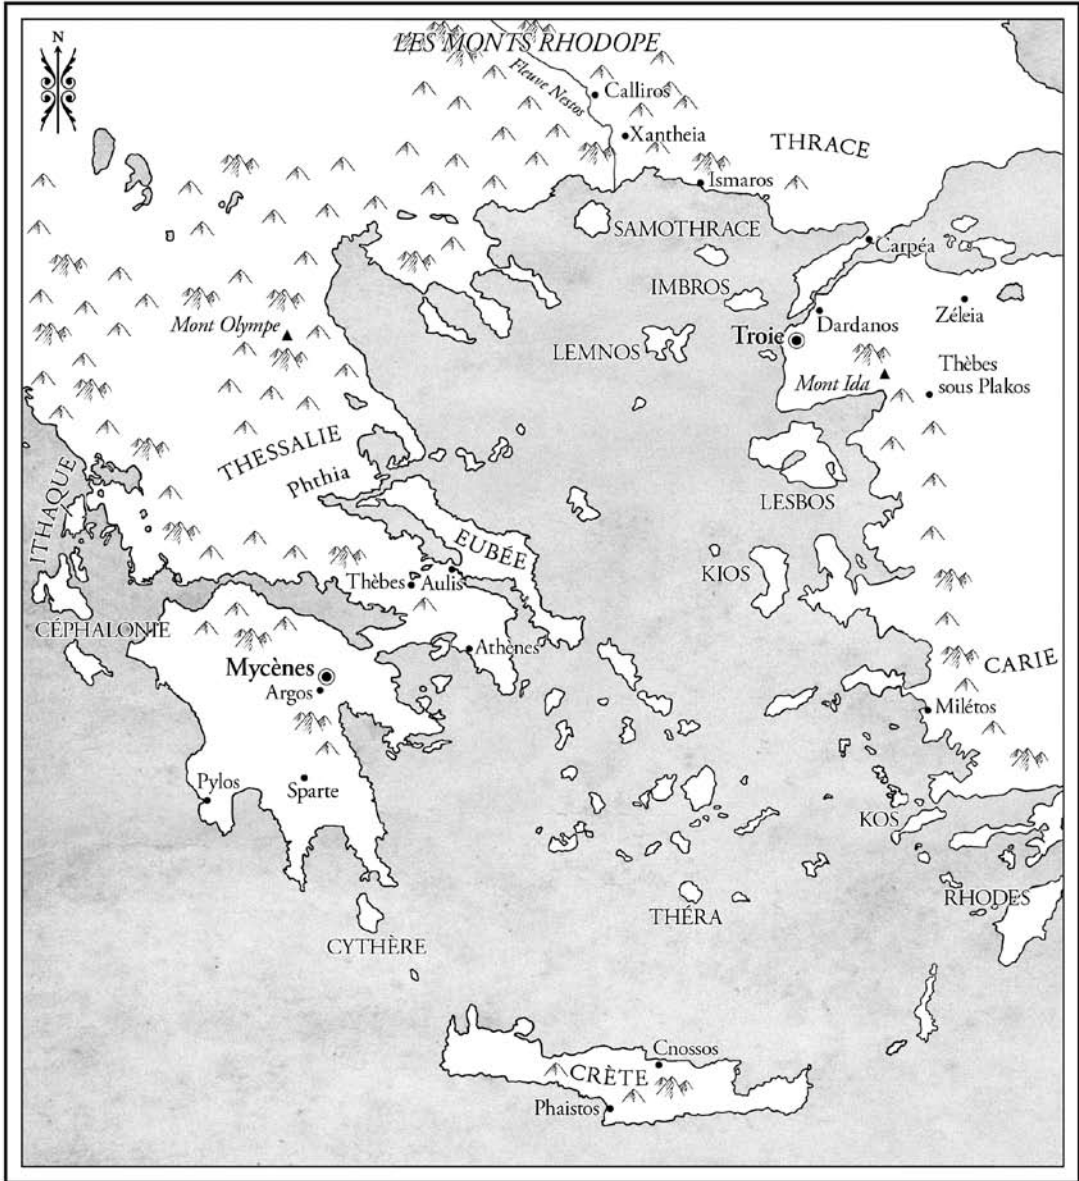 N
LES MONTS RHODOPE
Fleuve Nestos
Calliros
Xantheia
THRACE
Ismaros
SAMOTHRACE
Carpéa
IMBROS
Zéleia
Mont Olympe
Dardanos
Troie
LEMNOS
Mont Ida
Thèbes
sous Plakos
THESSALIE
Phthia
ITHAQUE
LESBOS
EUBÉE
KIOS
Thèbes
Aulis
CÉPHALONIE
Athènes
Mycènes
CARIE
Argos
Milétos
Pylos
Sparte
KOS
RHODES
THÉRA
CYTHÈRE
Cnossos
CRÈTE
Phaistos